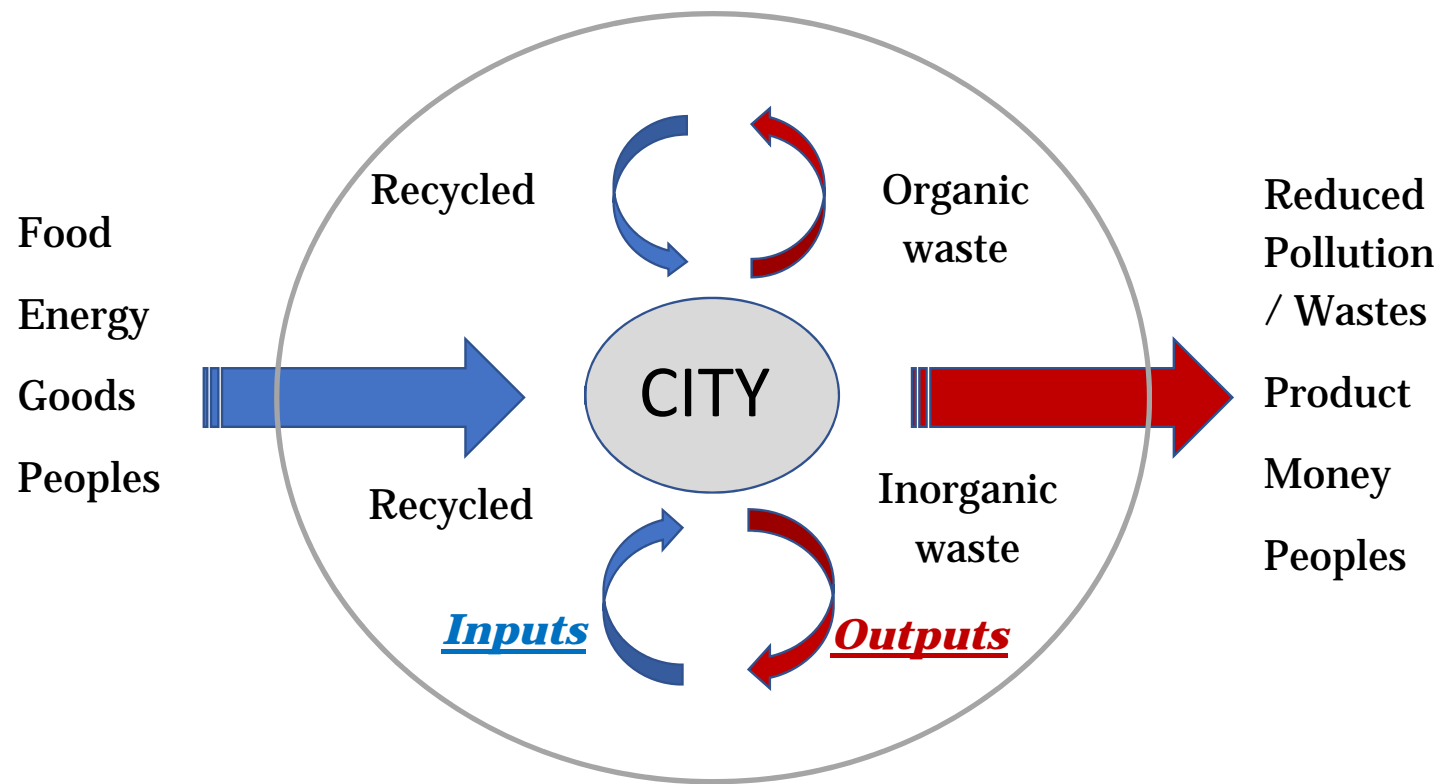 Food
Energy
Goods
Peoples
Recycled
Organic
waste
CITY
Recycled
Inorganic
waste
Inputs
Outputs
Reduced
Pollution
/ Wastes
Product
Money
Peoples